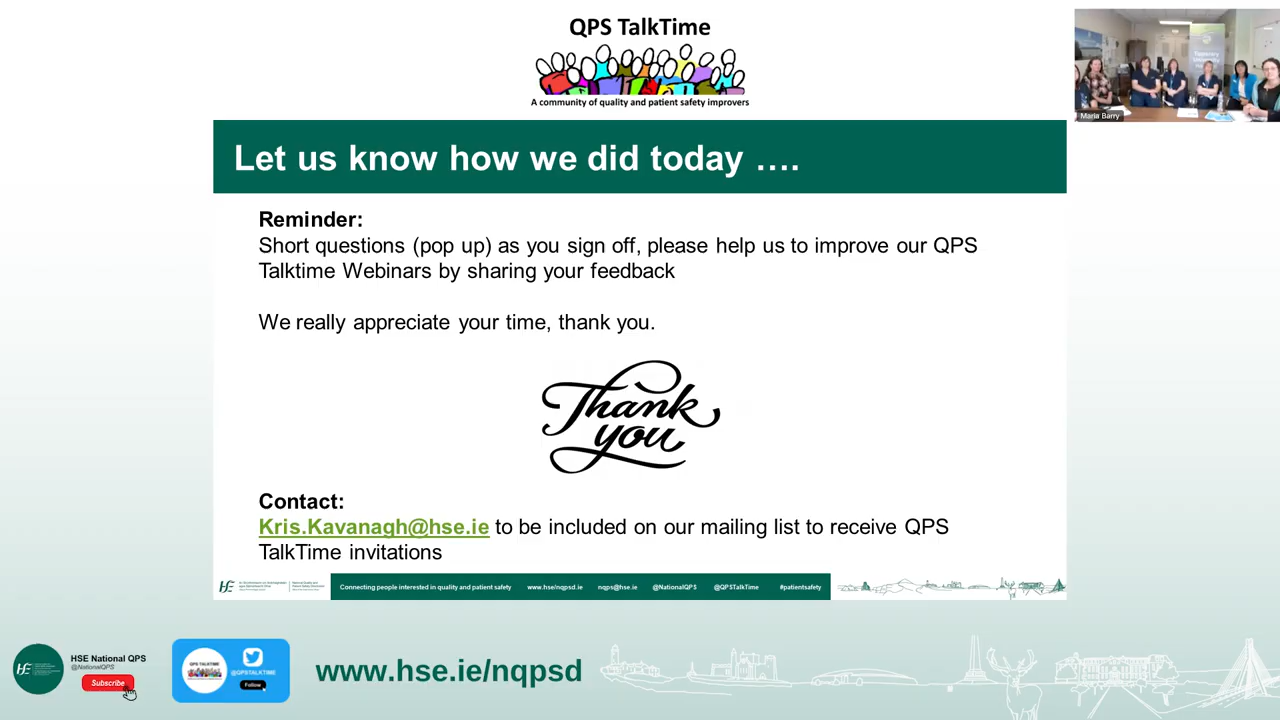 QPS TalkTime
A community of quality and patient safety improvers
Maria Barry
Let us know how we did today ....
Reminder:
Short questions (pop up) as you sign off, please help us to improve our QPS
Talktime Webinars by sharing your feedback
We really appreciate your time, thank you.
Thank
you
Contact:
Kris.Kavanagh@hse.ie to be included on our mailing list to receive QPS
TalkTime invitations
Connecting people interested in quality and patient safety www.hse/nqpsd.ie nqps@hse.ie @NationalQPS @QPSTalkTime #patientsafety
HSE National QPS
@NationalQPS
Subscribe
QPS TALKTIME
@QPSTALKTIME
Follow
www.hse.ie/nqpsd